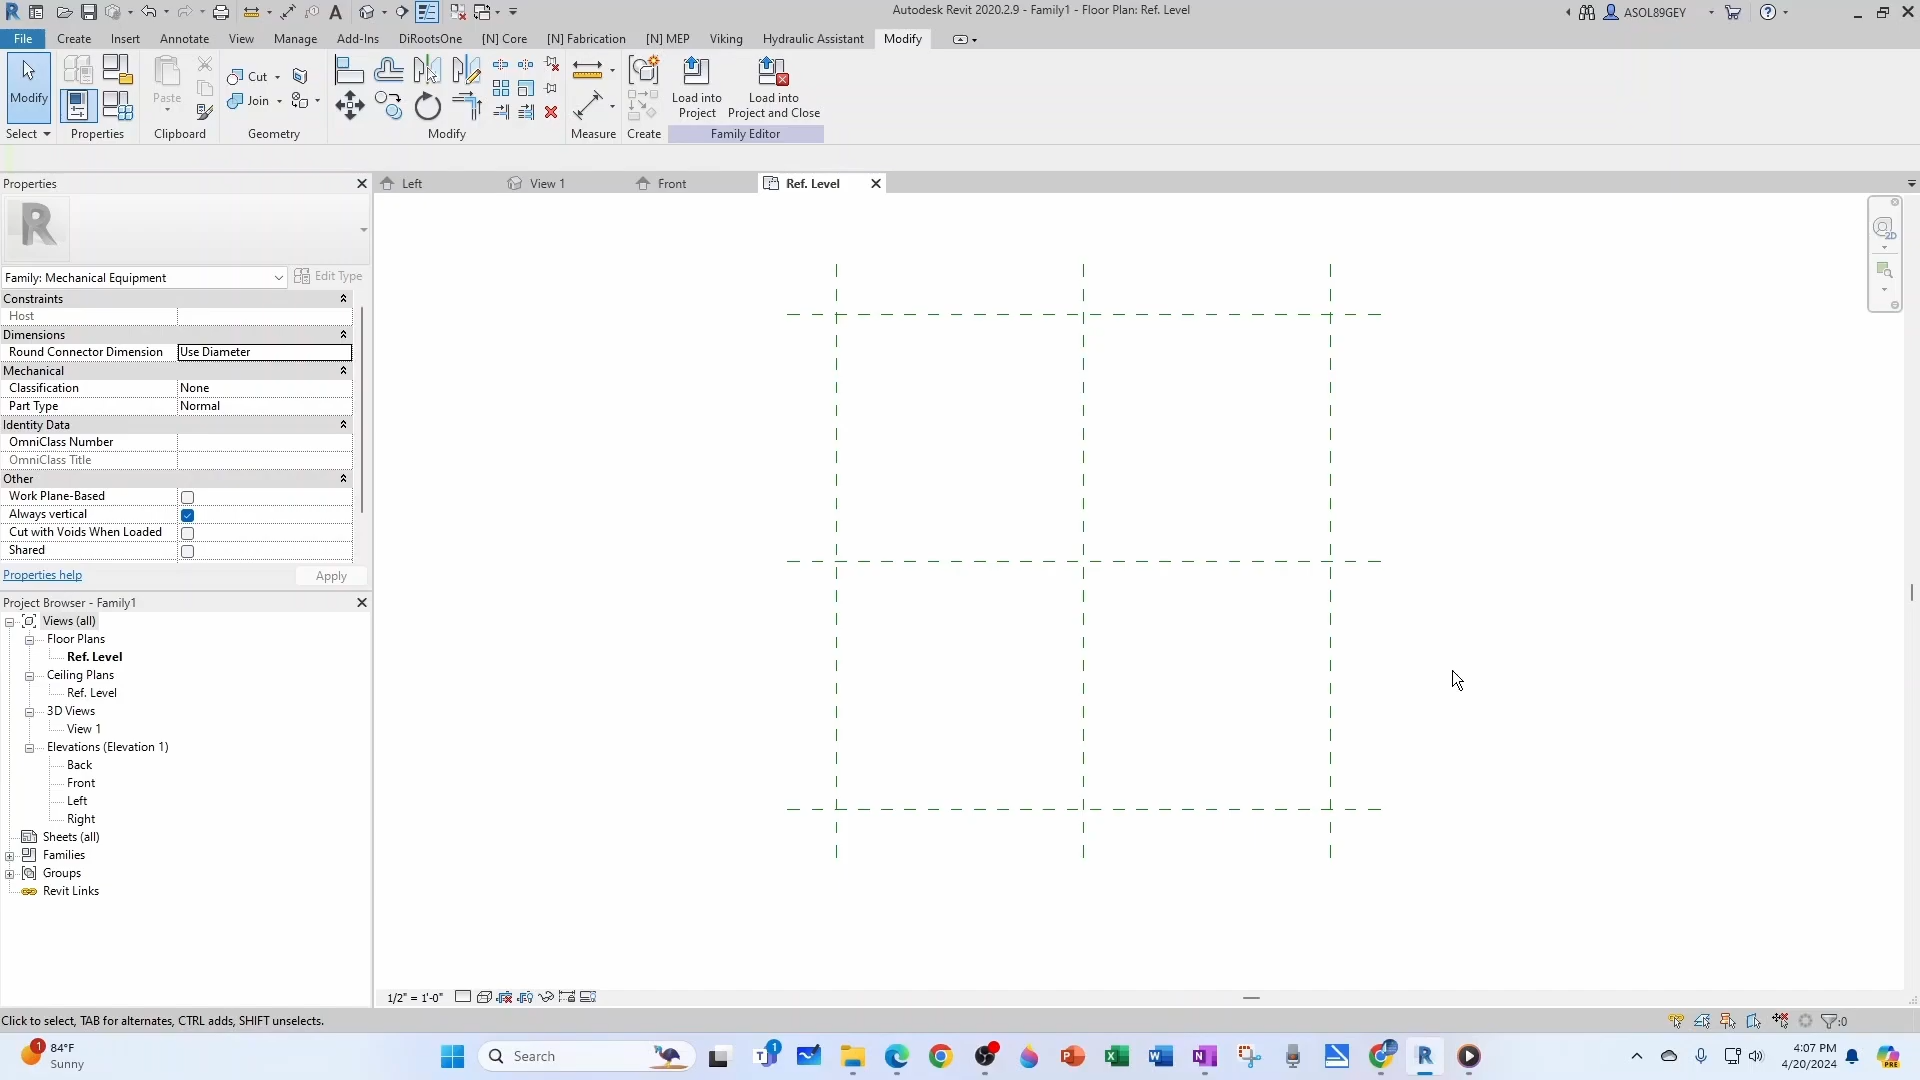 Autodesk Revit 2020.2.9 - Family1 - Floor Plan: Ref. Level
ASOL89GEY
File Create Insert Annotate View Manage Add-Ins DiRootsOne [N] Core [N] Fabrication [N] MEP Viking Hydraulic Assistant Modify
Modify
Paste
Cut
Join
Load into
Project
Load into
Project and Close
Select Properties Clipboard Geometry Modify Measure Create Family Editor
Properties
Left View 1 Front Ref. Level
R
Family: Mechanical Equipment Edit Type
Constraints
Host
Dimensions
Round Connector Dimension Use Diameter
Mechanical
Classification None
Part Type Normal
Identity Data
OmniClass Number
OmniClass Title
Other
Work Plane-Based
Always vertical
Cut with Voids When Loaded
Shared
Properties help Apply
2D
Project Browser - Family1
Views (all)
Floor Plans
Ref. Level
Ceiling Plans
Ref. Level
3D Views
View 1
Elevations (Elevation 1)
Back
Front
Left
Right
Sheets (all)
Families
Groups
Revit Links
1/2" = 1'-0"
Click to select, TAB for alternates, CTRL adds, SHIFT unselects.
:0
1
84°F
Sunny
Search
1
4:07 PM
4/20/2024
PRE